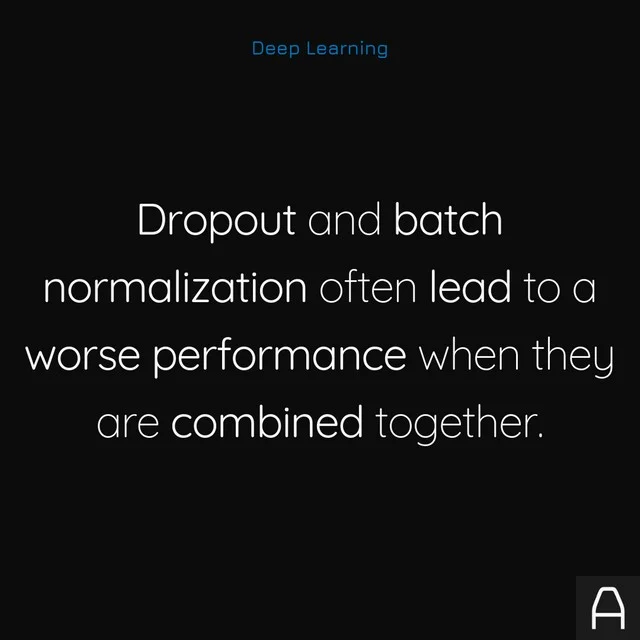 Deep Learning
Dropout and batch
normalization often lead to a
worse performance when they
are combined together.
A